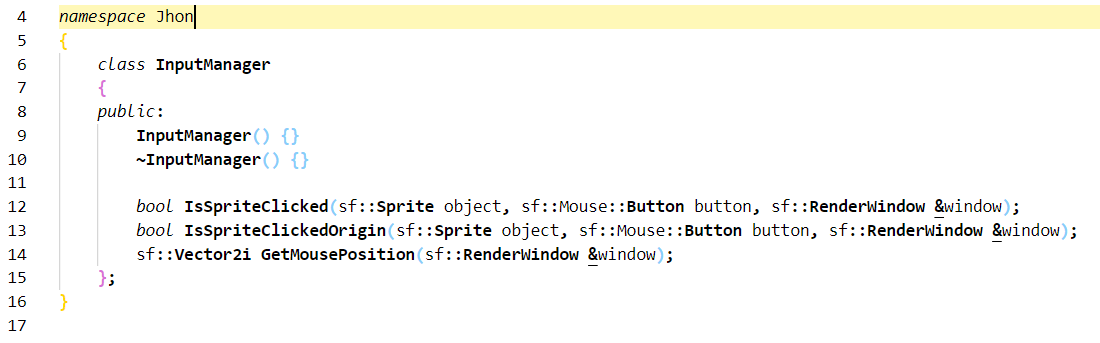 4 namespace Jhon
5 {
6     class InputManager
7     {
8     public:
9         InputManager() {}
10         ~InputManager() {}
11
12         bool IsSpriteClicked(sf::Sprite object, sf::Mouse::Button button, sf::RenderWindow &window);
13         bool IsSpriteClickedOrigin(sf::Sprite object, sf::Mouse::Button button, sf::RenderWindow &window);
14         sf::Vector2i GetMousePosition(sf::RenderWindow &window);
15     };
16 }
17